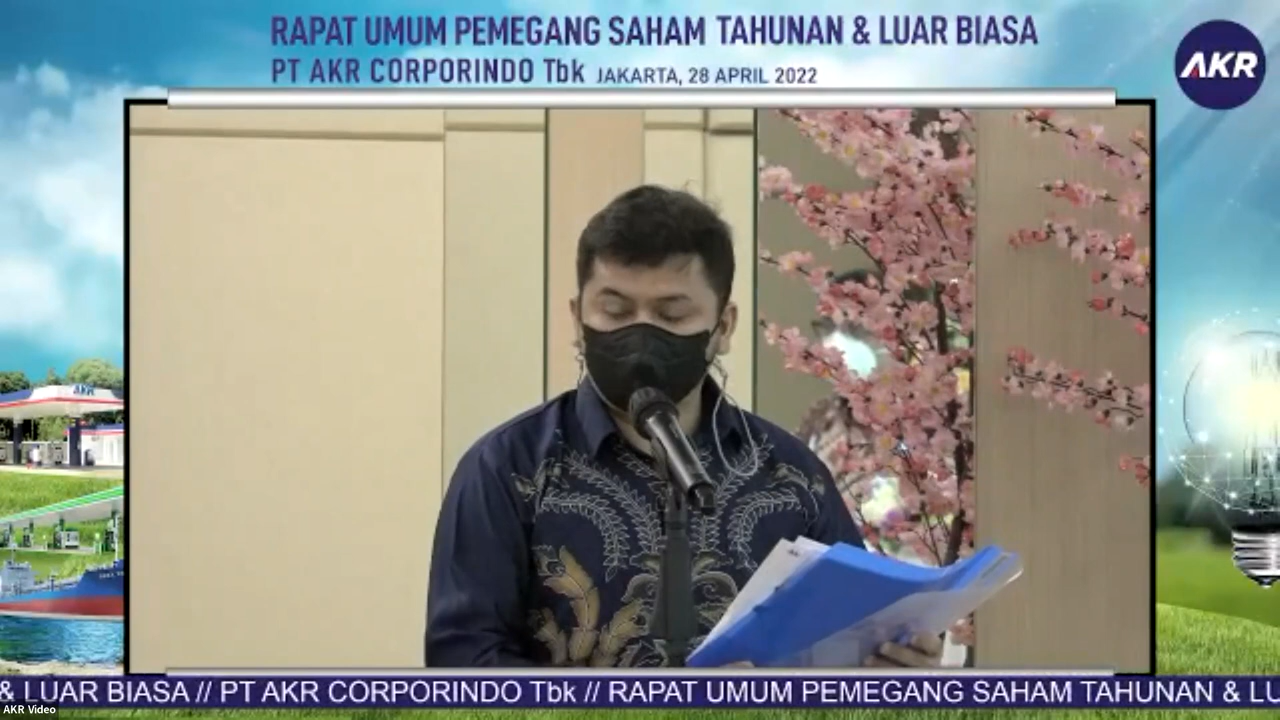 RAPAT UMUM PEMEGANG SAHAM TAHUNAN & LUAR BIASA
PT AKR CORPORINDO Tbk JAKARTA, 28 APRIL 2022
AKR
AKR
& LUAR BIASA // PT AKR CORPORINDO Tbk // RAPAT UMUM PEMEGANG SAHAM TAHUNAN & LU
AKR Video